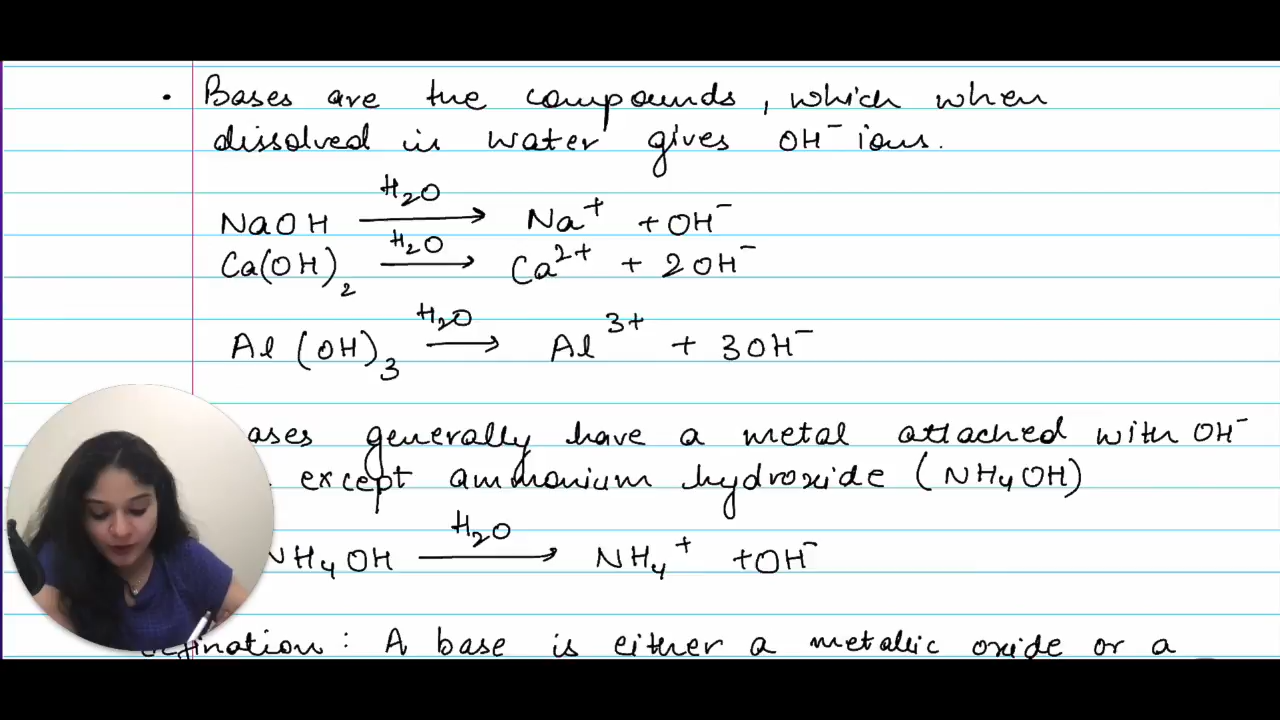 • Bases are the compounds, which when
dissolved in water gives OH⁻ ions.
NaOH —H₂O→ Na⁺ + OH⁻
Ca(OH)₂ —H₂O→ Ca²⁺ + 2OH⁻
Al(OH)₃ —H₂O→ Al³⁺ + 3OH⁻
ases generally have a metal attached with OH⁻
except ammonium hydroxide (NH₄OH)
NH₄OH —H₂O→ NH₄⁺ + OH⁻
: A base is either a metallic oxide or a